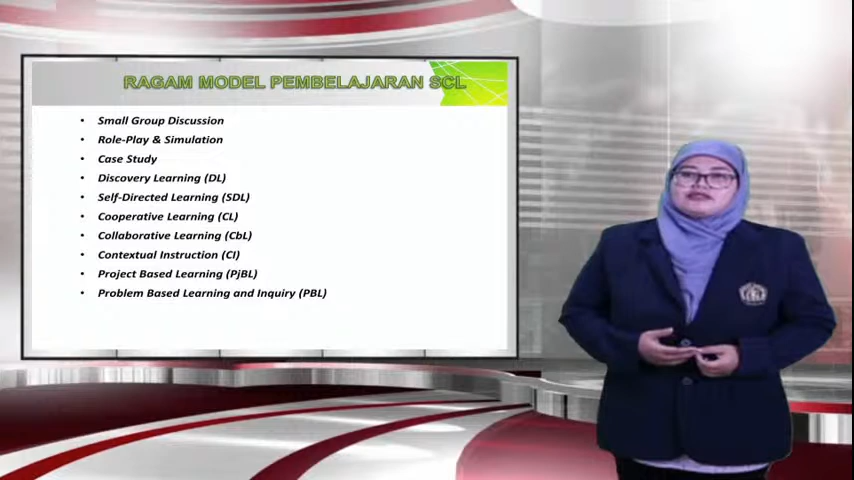 RAGAM MODEL PEMBELAJARAN SCL
• Small Group Discussion
• Role-Play & Simulation
• Case Study
• Discovery Learning (DL)
• Self-Directed Learning (SDL)
• Cooperative Learning (CL)
• Collaborative Learning (CbL)
• Contextual Instruction (CI)
• Project Based Learning (PjBL)
• Problem Based Learning and Inquiry (PBL)